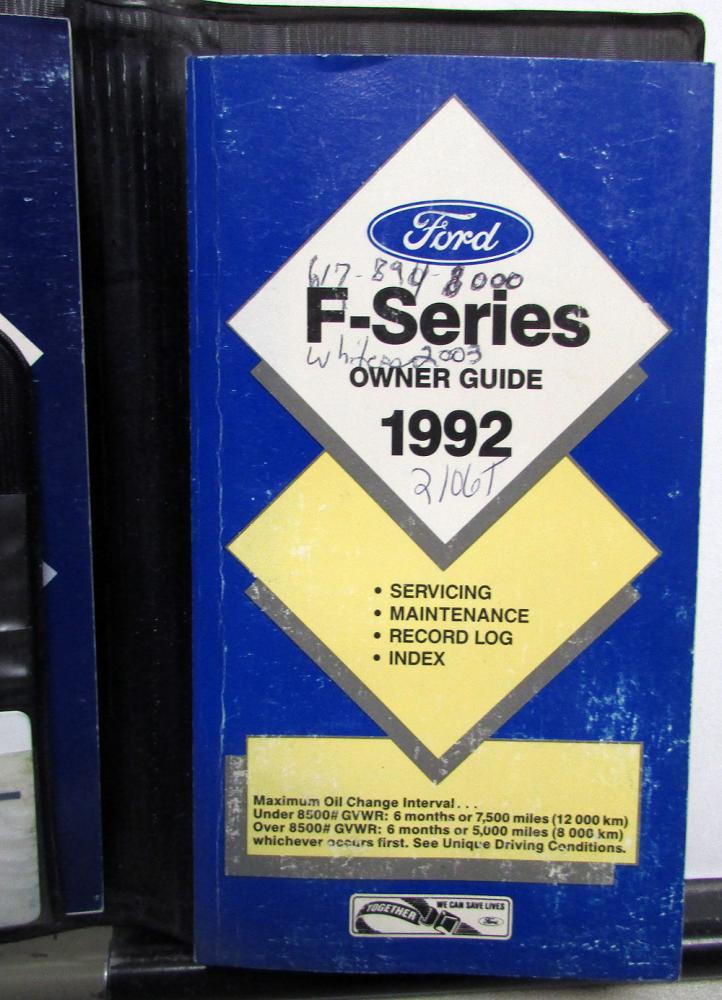 Ford
617-894-8000
F-Series
2003
OWNER GUIDE
1992
2106T
• SERVICING
• MAINTENANCE
• RECORD LOG
• INDEX
Maximum Oil Change Interval...
Under 8500# GVWR: 6 months or 7,500 miles (12 000 km)
Over 8500# GVWR: 6 months or 5,000 miles (8 000 km)
whichever occurs first. See Unique Driving Conditions.
TOGETHER
WE CAN SAVE LIVES
Ford